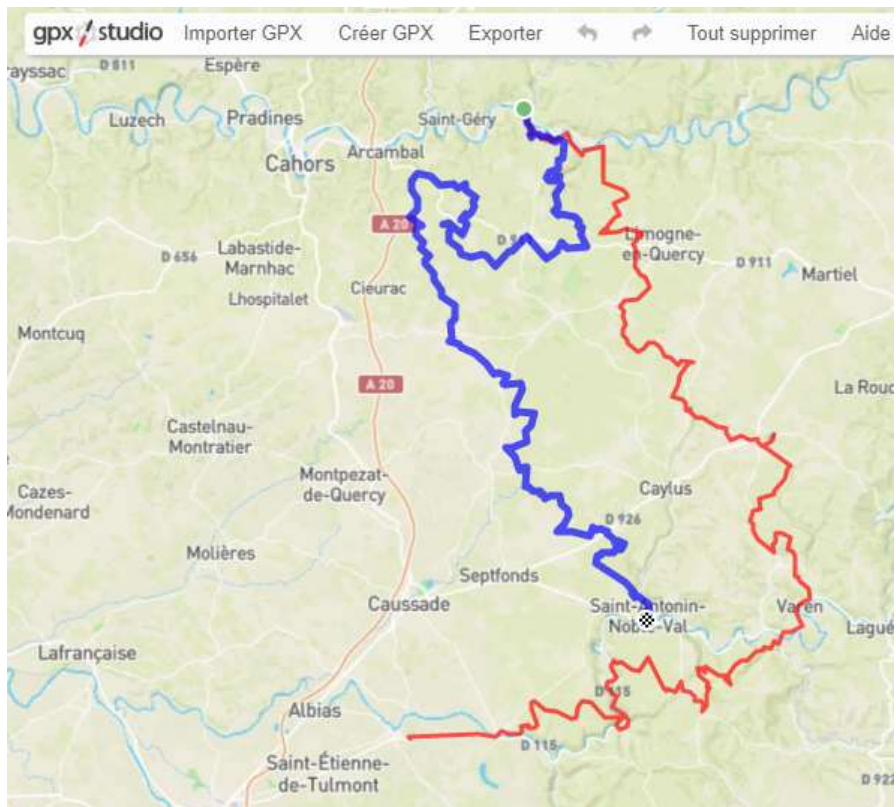 gpx studio Importer GPX Créer GPX Exporter Tout supprimer Aide
rayssac
D 811
Espère
Luzech
Pradines
Saint-Géry
Cahors
Arcambal
A 20
D 656
Labastide-
Marnhac
Cieurac
Lhospitalet
D 9
Limogne-
en-Quercy
D 911
Martiel
Montcuq
A 20
La Rouq
Castelnau-
Montratier
Montpezat-
de-Quercy
Cazes-
Mondenard
Caylus
D 926
Molières
Septfonds
Caussade
Saint-Antonin-
Noble-Val
Varen
Lagué
Lafrançaise
D 115
Albias
D 115
Saint-Étienne-
de-Tulmont
D 922